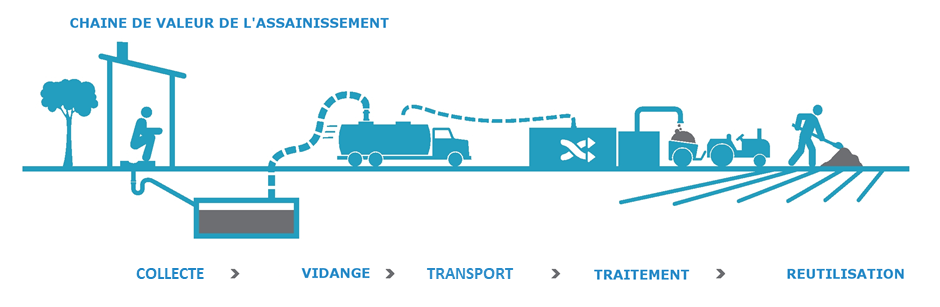 CHAINE DE VALEUR DE L'ASSAINISSEMENT
COLLECTE > VIDANGE > TRANSPORT > TRAITEMENT > REUTILISATION